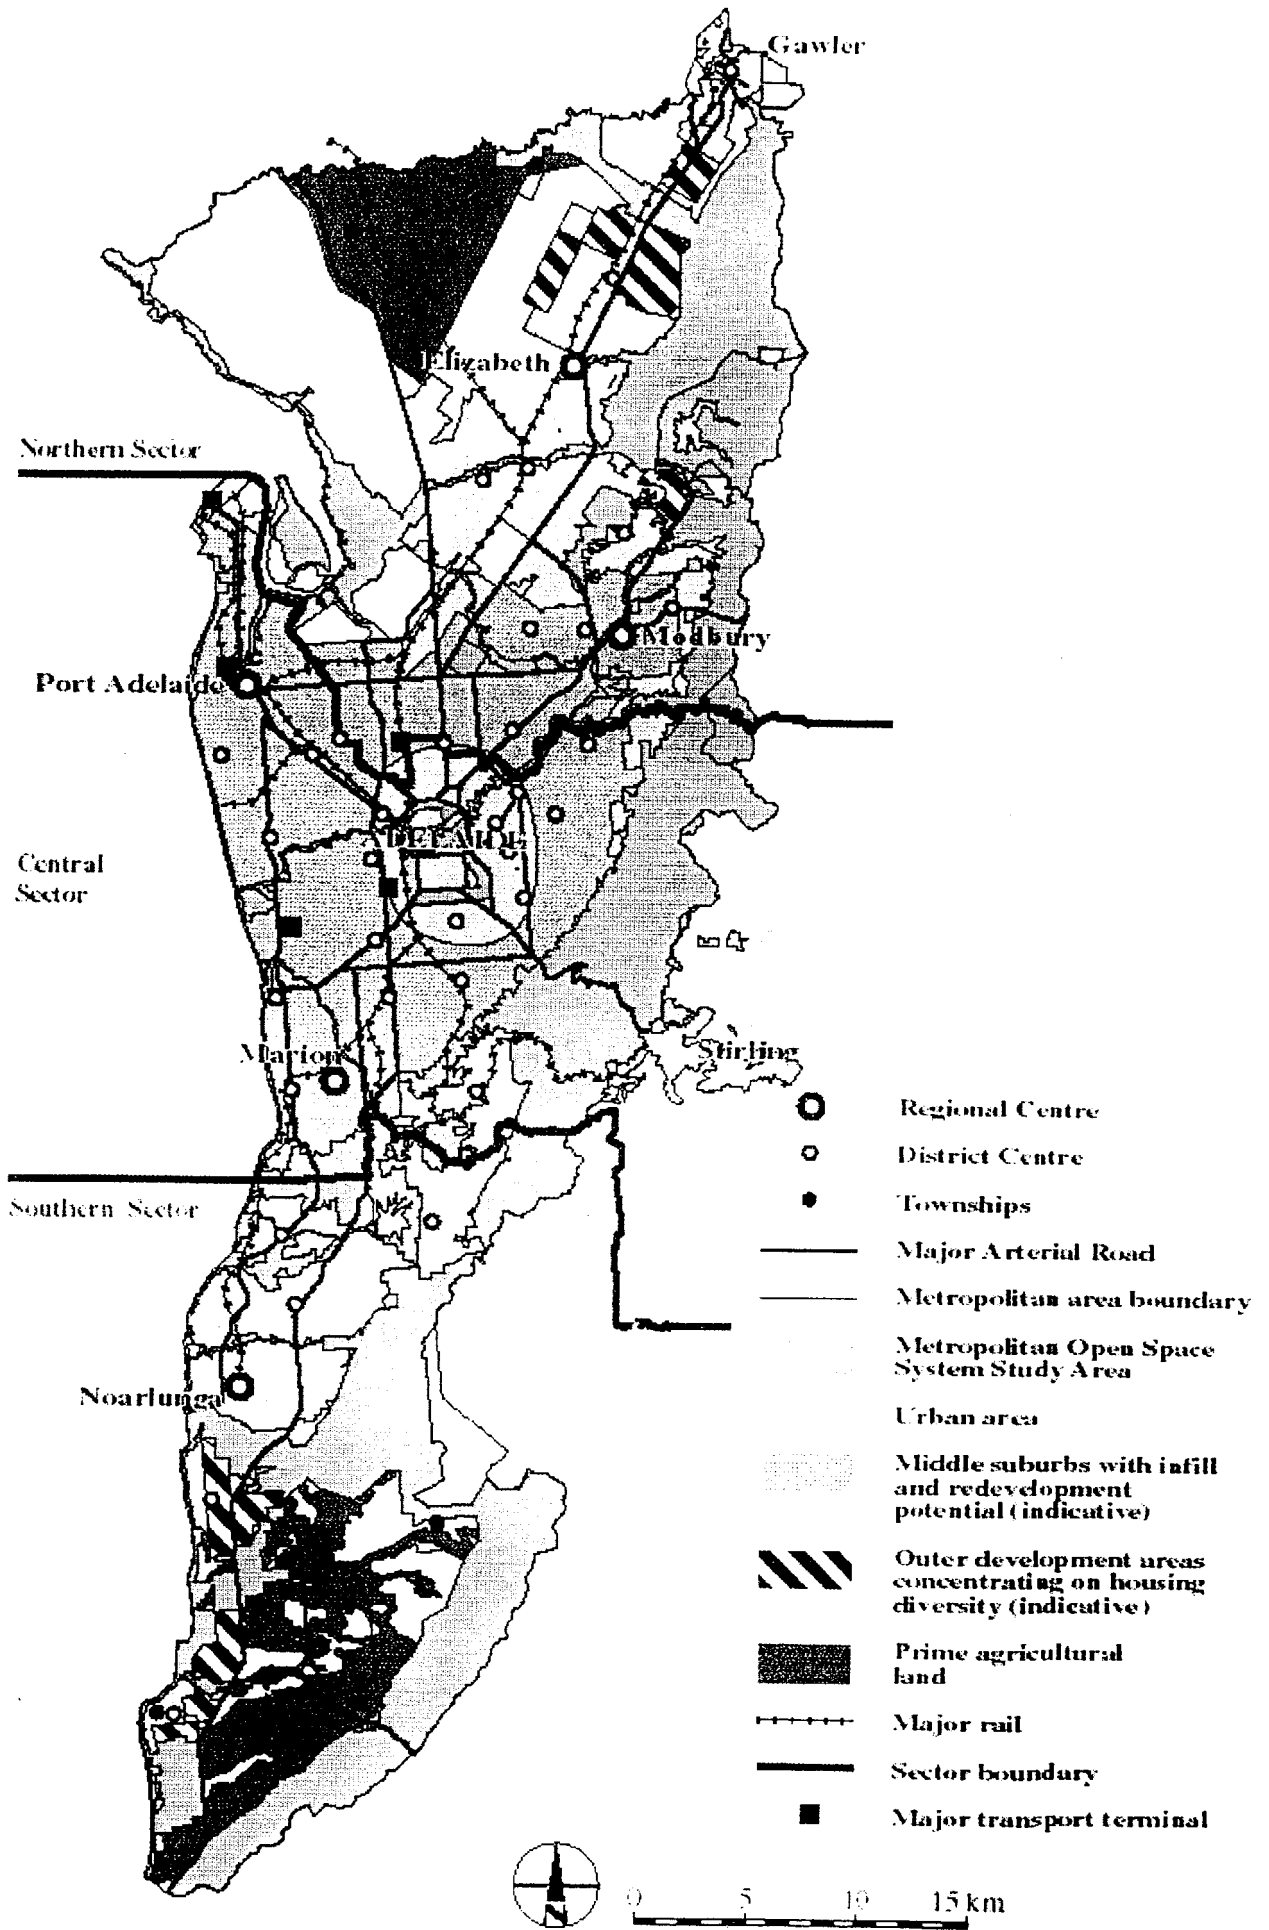 Gawler
Elizabeth
Northern Sector
Modbury
Port Adelaide
ADELAIDE
Central
Sector
Marion
Stirling
Southern Sector
Noarlunga
Regional Centre
District Centre
Townships
Major Arterial Road
Metropolitan area boundary
Metropolitan Open Space
System Study Area
Urban area
Middle suburbs with infill
and redevelopment
potential (indicative)
Outer development areas
concentrating on housing
diversity (indicative)
Prime agricultural
land
Major rail
Sector boundary
Major transport terminal
N
0 5 10 15 km